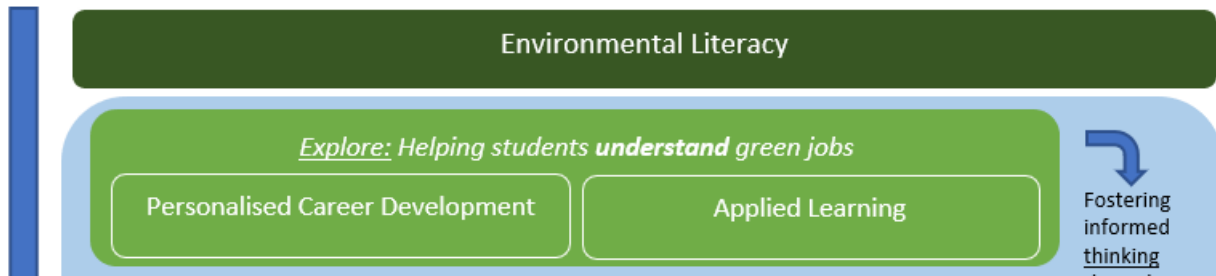 Environmental Literacy
Explore: Helping students understand green jobs
Personalised Career Development
Applied Learning
Fostering
informed
thinking